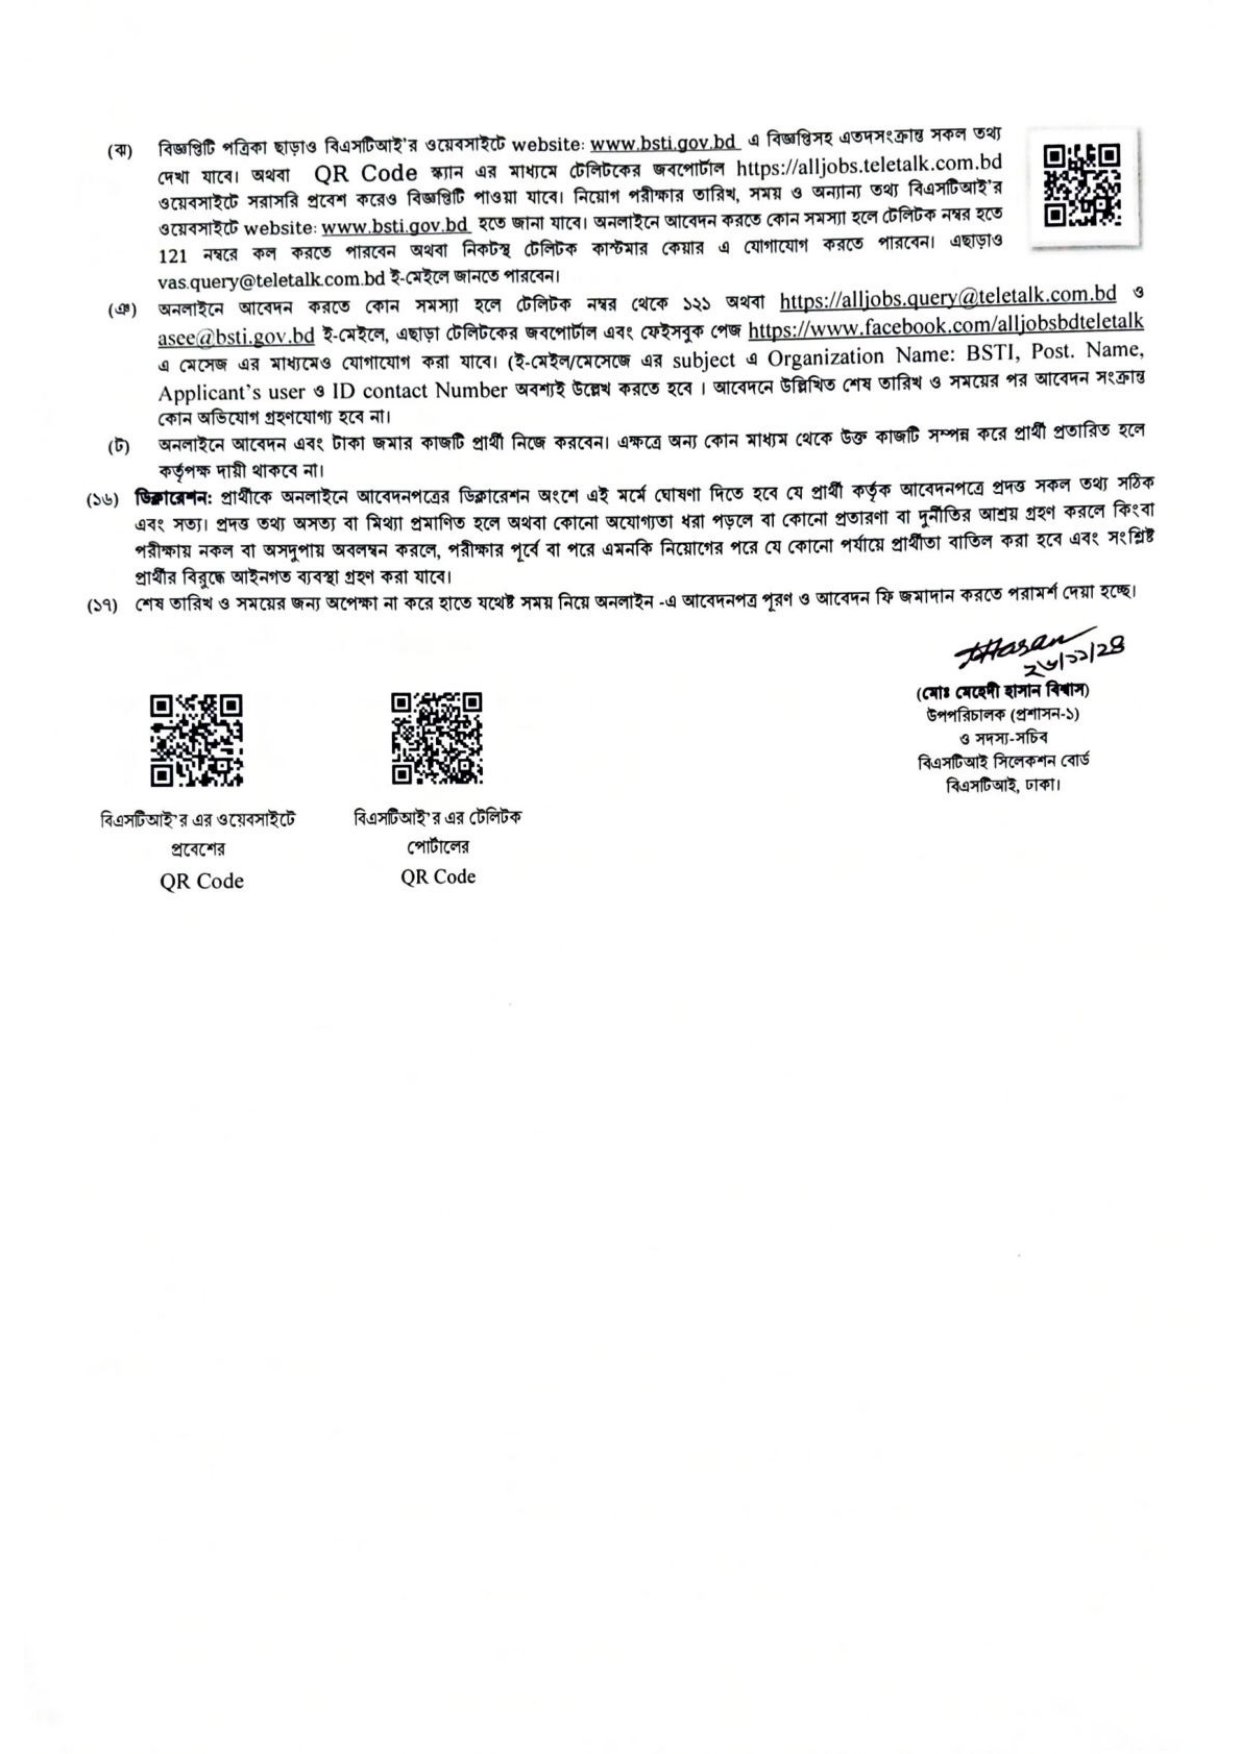 (ঝ) বিজ্ঞপ্তিটি পত্রিকা ছাড়াও বিএসটিআই'র ওয়েবসাইটে website: www.bsti.gov.bd এ বিজ্ঞপ্তিসহ এতদসংক্রান্ত সকল তথ্য
দেখা যাবে। অথবা QR Code স্ক্যান এর মাধ্যমে টেলিটকের জবপোর্টাল https://alljobs.teletalk.com.bd
ওয়েবসাইটে সরাসরি প্রবেশ করেও বিজ্ঞপ্তিটি পাওয়া যাবে। নিয়োগ পরীক্ষার তারিখ, সময় ও অন্যান্য তথ্য বিএসটিআই'র
ওয়েবসাইটে website: www.bsti.gov.bd হতে জানা যাবে। অনলাইনে আবেদন করতে কোন সমস্যা হলে টেলিটক নম্বর হতে
121 নম্বরে কল করতে পারবেন অথবা নিকটস্থ টেলিটক কাস্টমার কেয়ার এ যোগাযোগ করতে পারবেন। এছাড়াও
vas.query@teletalk.com.bd ই-মেইলে জানতে পারবেন।
(ঞ) অনলাইনে আবেদন করতে কোন সমস্যা হলে টেলিটক নম্বর থেকে ১২১ অথবা https://alljobs.query@teletalk.com.bd ও
asee@bsti.gov.bd ই-মেইলে, এছাড়া টেলিটকের জবপোর্টাল এবং ফেইসবুক পেজ https://www.facebook.com/alljobsbdteletalk
এ মেসেজ এর মাধ্যমেও যোগাযোগ করা যাবে। (ই-মেইল/মেসেজে এর subject এ Organization Name: BSTI, Post. Name,
Applicant's user ও ID contact Number অবশ্যই উল্লেখ করতে হবে । আবেদনে উল্লিখিত শেষ তারিখ ও সময়ের পর আবেদন সংক্রান্ত
কোন অভিযোগ গ্রহণযোগ্য হবে না।
(ট) অনলাইনে আবেদন এবং টাকা জমার কাজটি প্রার্থী নিজে করবেন। এক্ষত্রে অন্য কোন মাধ্যম থেকে উক্ত কাজটি সম্পন্ন করে প্রার্থী প্রতারিত হলে
কর্তৃপক্ষ দায়ী থাকবে না।
(১৬) ডিক্লারেশন: প্রার্থীকে অনলাইনে আবেদনপত্রের ডিক্লারেশন অংশে এই মর্মে ঘোষণা দিতে হবে যে প্রার্থী কর্তৃক আবেদনপত্রে প্রদত্ত সকল তথ্য সঠিক
এবং সত্য। প্রদত্ত তথ্য অসত্য বা মিথ্যা প্রমাণিত হলে অথবা কোনো অযোগ্যতা ধরা পড়লে বা কোনো প্রতারণা বা দুর্নীতির আশ্রয় গ্রহণ করলে কিংবা
পরীক্ষায় নকল বা অসদুপায় অবলম্বন করলে, পরীক্ষার পূর্বে বা পরে এমনকি নিয়োগের পরে যে কোনো পর্যায়ে প্রার্থীতা বাতিল করা হবে এবং সংশ্লিষ্ট
প্রার্থীর বিরুদ্ধে আইনগত ব্যবস্থা গ্রহণ করা যাবে।
(১৭) শেষ তারিখ ও সময়ের জন্য অপেক্ষা না করে হাতে যথেষ্ট সময় নিয়ে অনলাইন -এ আবেদনপত্র পূরণ ও আবেদন ফি জমাদান করতে পরামর্শ দেয়া হচ্ছে।
২৬/১১/২৪
(মোঃ মেহেদী হাসান বিশ্বাস)
উপপরিচালক (প্রশাসন-১)
ও সদস্য-সচিব
বিএসটিআই সিলেকশন বোর্ড
বিএসটিআই, ঢাকা।
বিএসটিআই'র এর ওয়েবসাইটে
প্রবেশের
QR Code
বিএসটিআই'র এর টেলিটক
পোর্টালের
QR Code